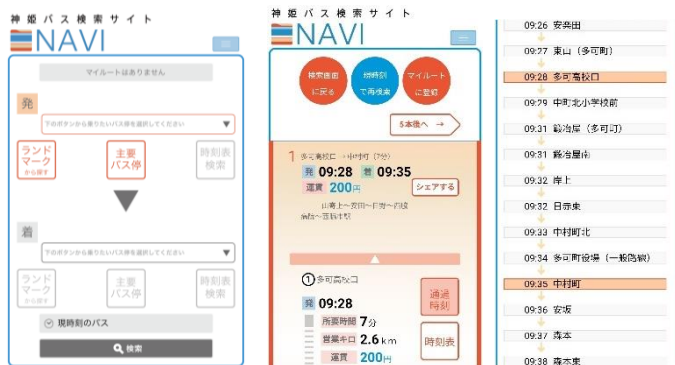 神姫バス検索サイト
NAVI
マイルートはありません
発
下のボタンから乗りたいバス停を選択してください ▼
ランド
マーク
から探す
主要
バス停
時刻表
検索
着
下のボタンから乗りたいバス停を選択してください ▼
ランド
マーク
から探す
主要
バス停
時刻表
検索
現時刻のバス
検索
神姫バス検索サイト
NAVI
検索画面
に戻る
現時刻
で再検索
マイルート
に登録
5本後へ →
1 多可高校口→中村町 (7分)
発 09:28 着 09:35
運賃 200円
シェアする
①多可高校口
発 09:28
所要時間 7分
営業キロ 2.6km
運賃 200円
通過
時刻
時刻表
09:26 安楽田
09:27 東山(多可町)
09:28 多可高校口
09:29 中町北小学校前
09:31 鍛冶屋(多可町)
09:31 鍛冶屋南
09:32 岸上
09:32 日赤東
09:33 中村町北
09:34 多可町役場(一般路線)
09:35 中村町
09:36 安坂
09:37 森本
09:38 森本東